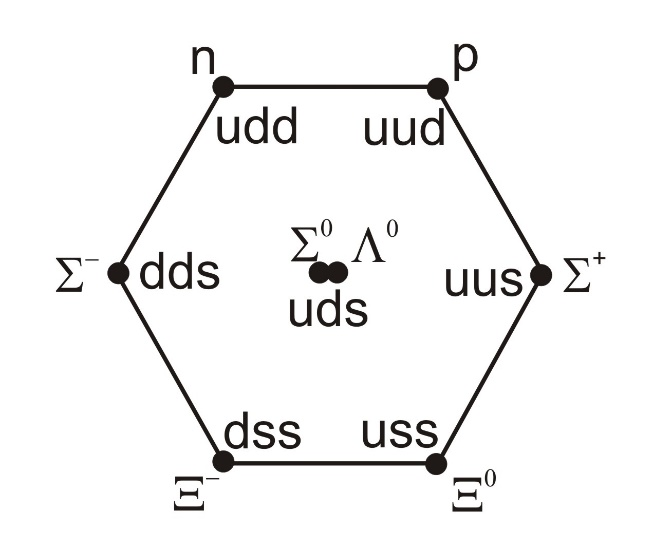 n p
udd uud
Σ⁰ Λ⁰
Σ⁻ dds uus Σ⁺
uds
dss uss
Ξ⁻ Ξ⁰